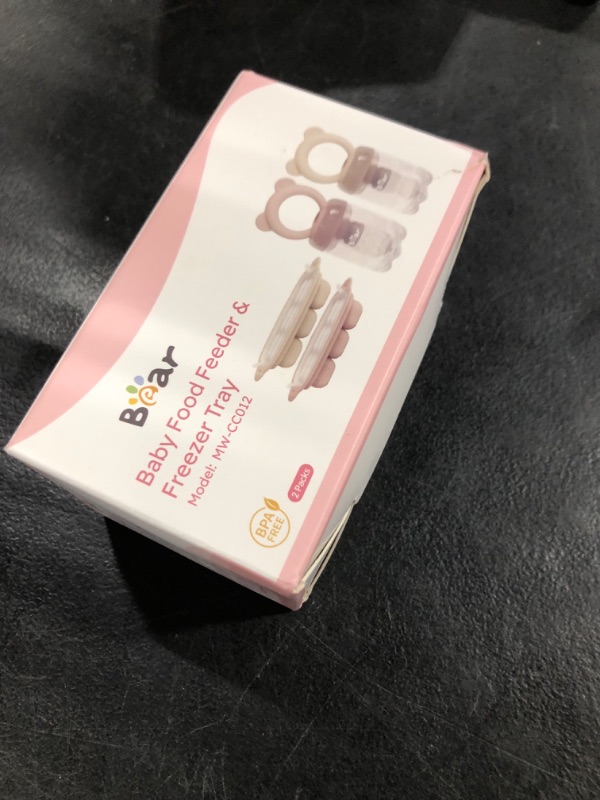 Bear
Baby Food Feeder &
Freezer Tray
Model: MW-CC012
2 Packs
BPA
FREE